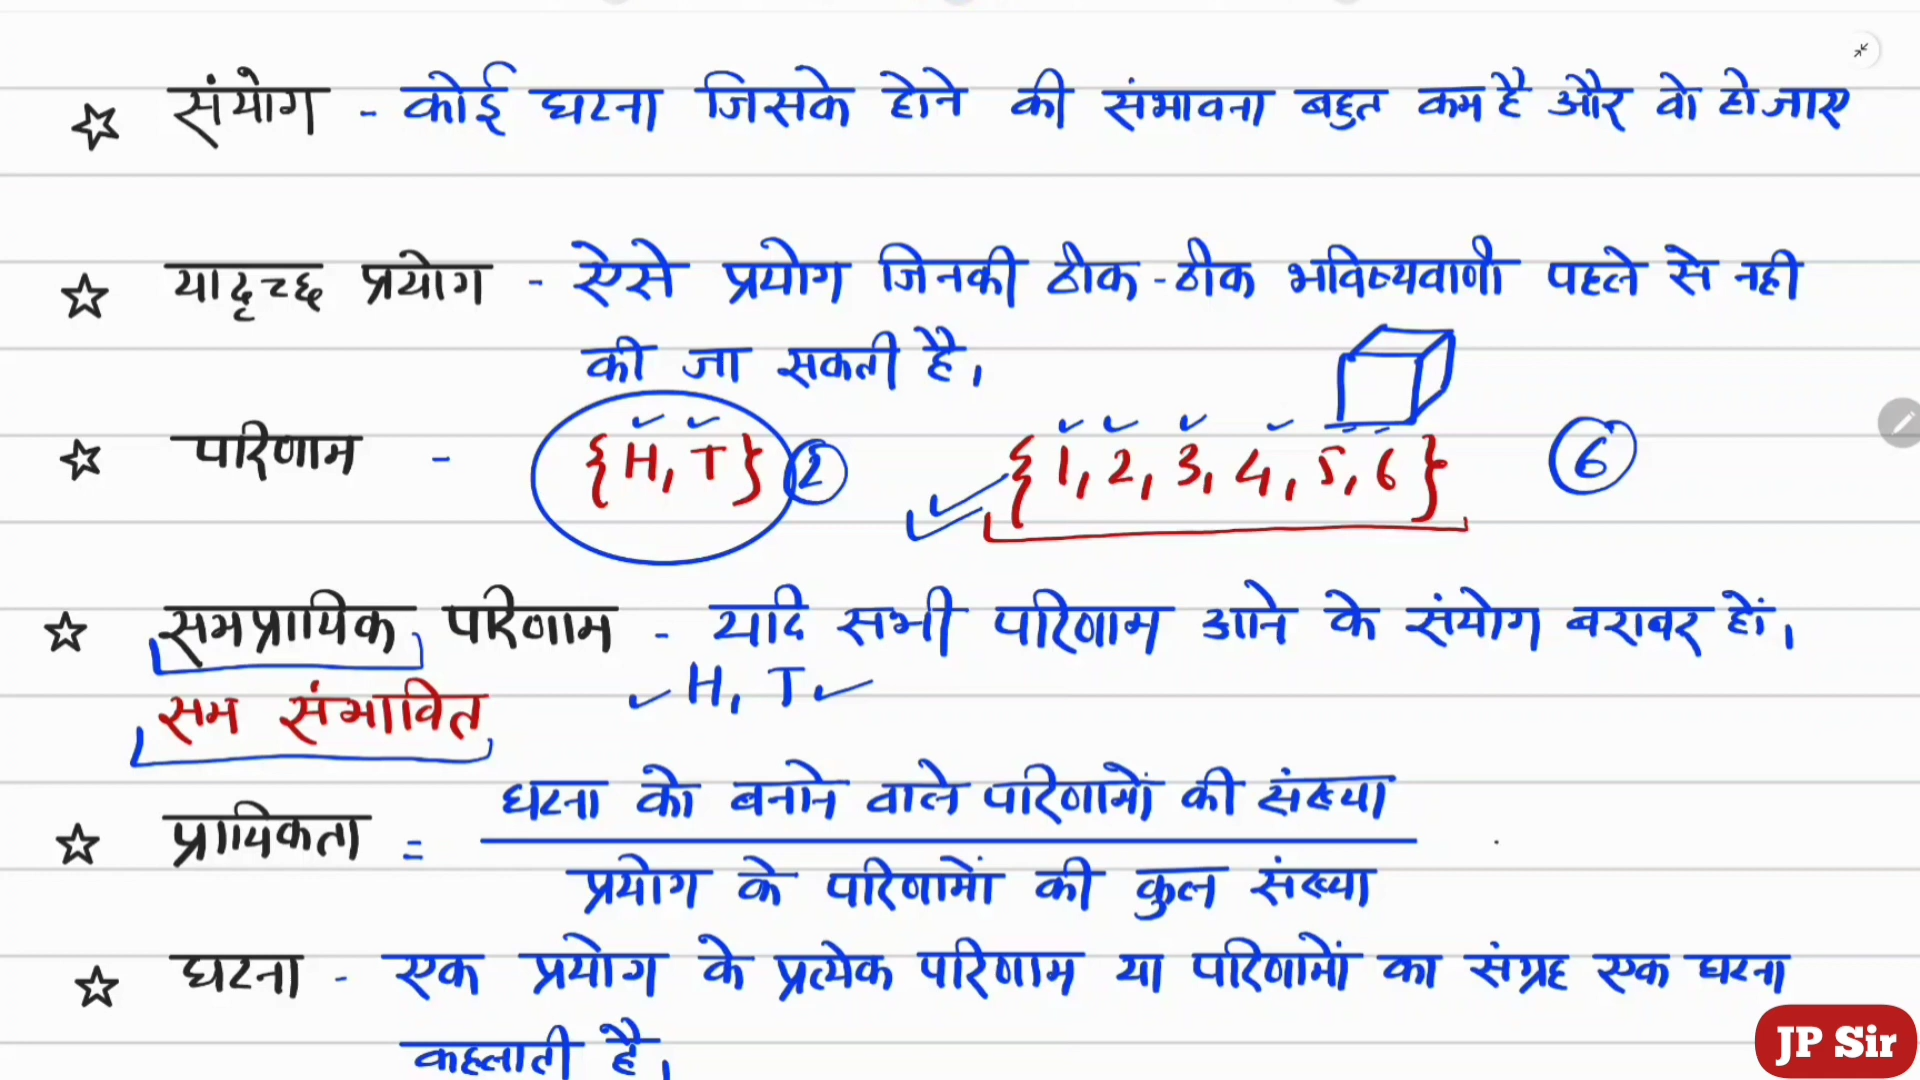 ☆ संयोग - कोई घटना जिसके होने की संभावना बहुत कम है और वो हो जाए
☆ यादृच्छ प्रयोग - ऐसे प्रयोग जिनकी ठीक-ठीक भविष्यवाणी पहले से नही
की जा सकती है।
☆ परिणाम - {H, T} 2 {1, 2, 3, 4, 5, 6} 6
☆ समप्रायिक परिणाम - यदि सभी परिणाम आने के संयोग बराबर हों।
H, T
सम संभावित
घटना को बनाने वाले परिणामों की संख्या
☆ प्रायिकता =
प्रयोग के परिणामों की कुल संख्या
☆ घटना - एक प्रयोग के प्रत्येक परिणाम या परिणामों का संग्रह एक घटना
कहलाती है।
JP Sir